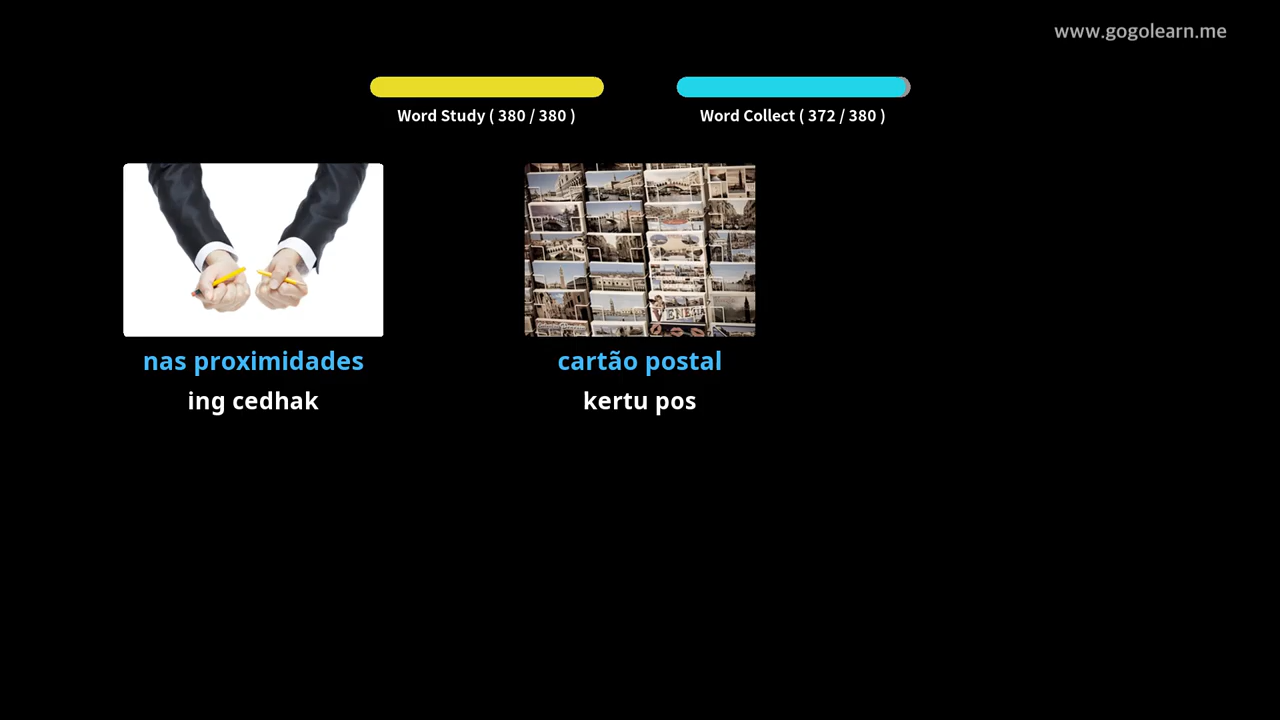 www.gogolearn.me
Word Study ( 380 / 380 )
Word Collect ( 372 / 380 )
VENEZI
nas proximidades
cartão postal
ing cedhak
kertu pos